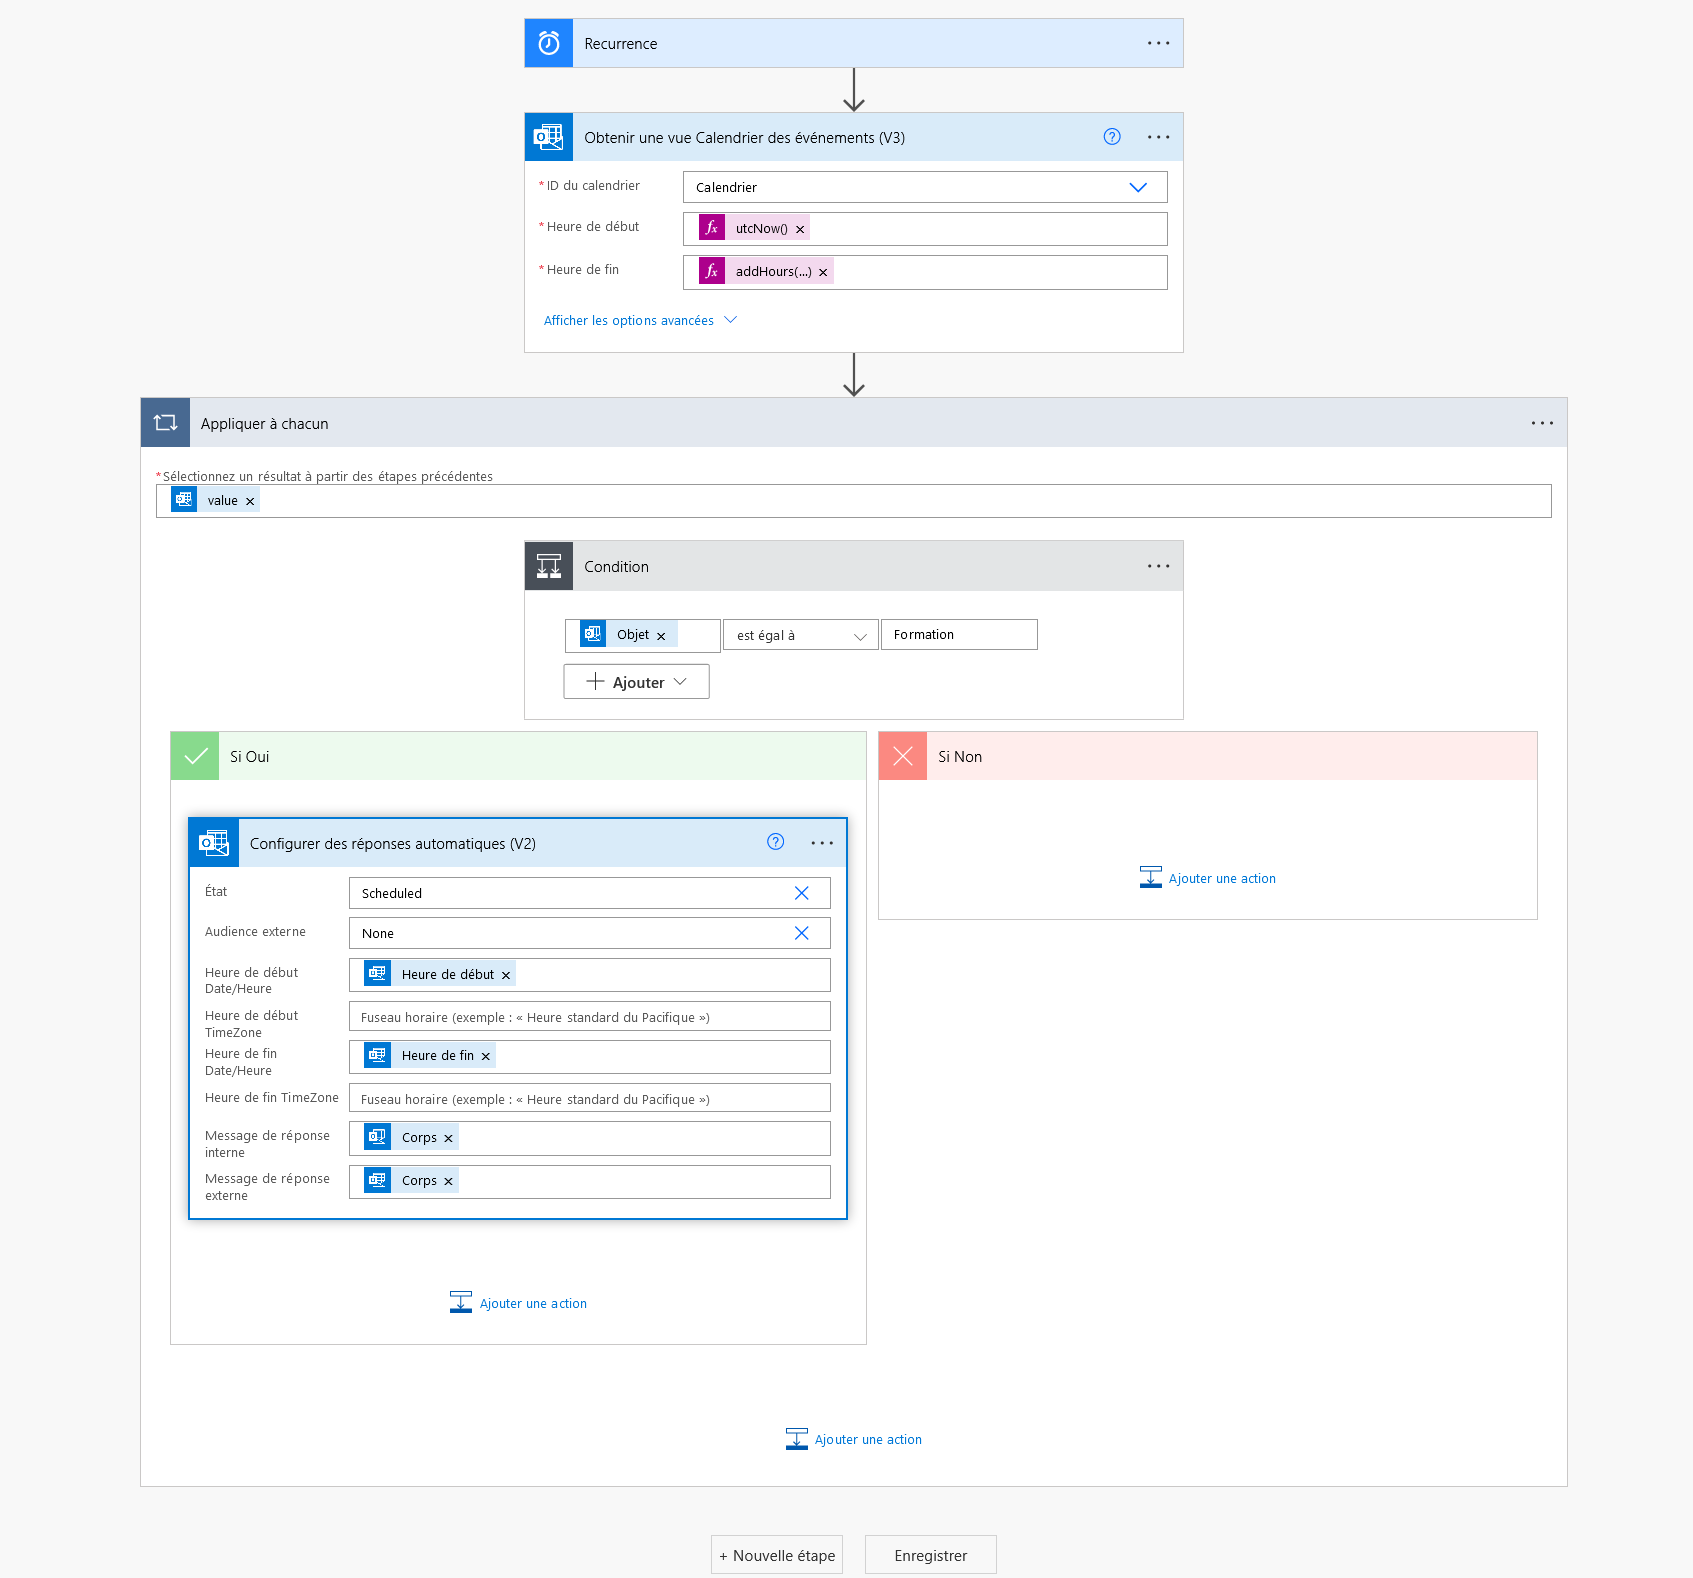 Recurrence
Obtenir une vue Calendrier des événements (V3)
* ID du calendrier
Calendrier
* Heure de début
fx utcNow() ×
* Heure de fin
fx addHours(...) ×
Afficher les options avancées
Appliquer à chacun
* Sélectionnez un résultat à partir des étapes précédentes
value ×
Condition
Objet ×
est égal à
Formation
Ajouter
Si Oui
Configurer des réponses automatiques (V2)
État
Scheduled
Audience externe
None
Heure de début
Date/Heure
Heure de début ×
Heure de début
TimeZone
Fuseau horaire (exemple : « Heure standard du Pacifique »)
Heure de fin
Date/Heure
Heure de fin ×
Heure de fin TimeZone
Fuseau horaire (exemple : « Heure standard du Pacifique »)
Message de réponse
interne
Corps ×
Message de réponse
externe
Corps ×
Ajouter une action
Si Non
Ajouter une action
Ajouter une action
+ Nouvelle étape
Enregistrer